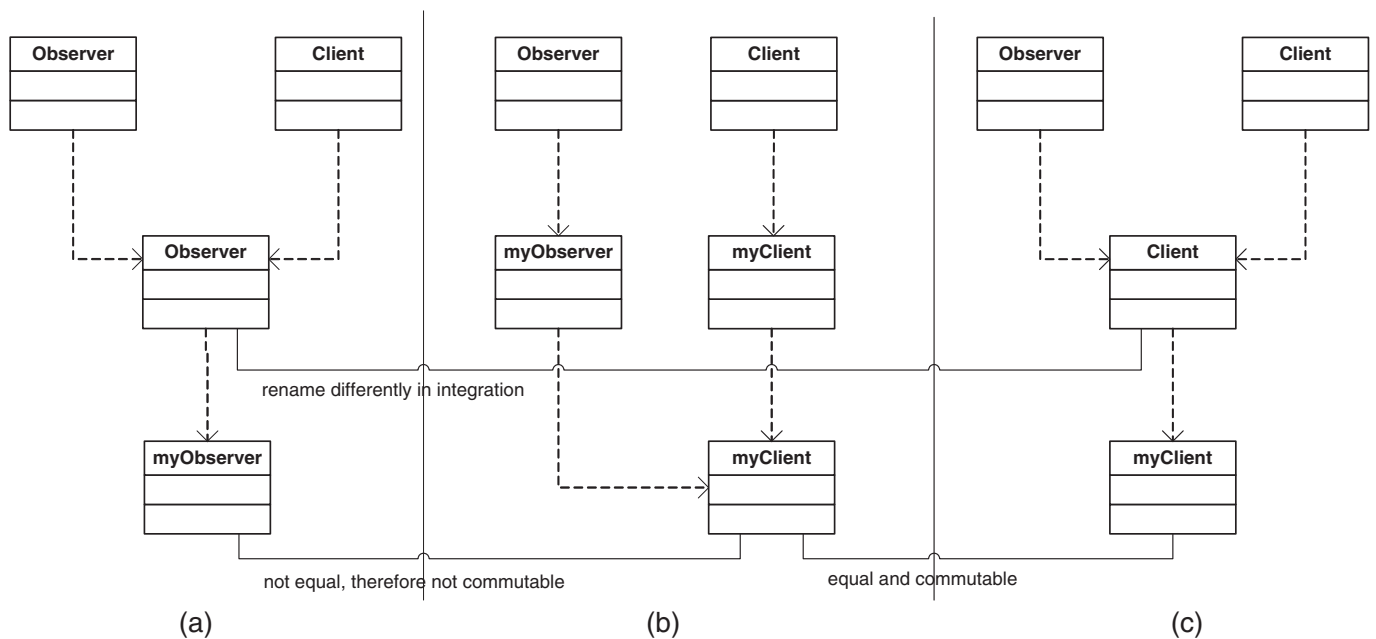 Observer
Client
Observer
Client
Observer
Client
Observer
myObserver
myClient
Client
rename differently in integration
myObserver
myClient
myClient
not equal, therefore not commutable
equal and commutable
(a)
(b)
(c)